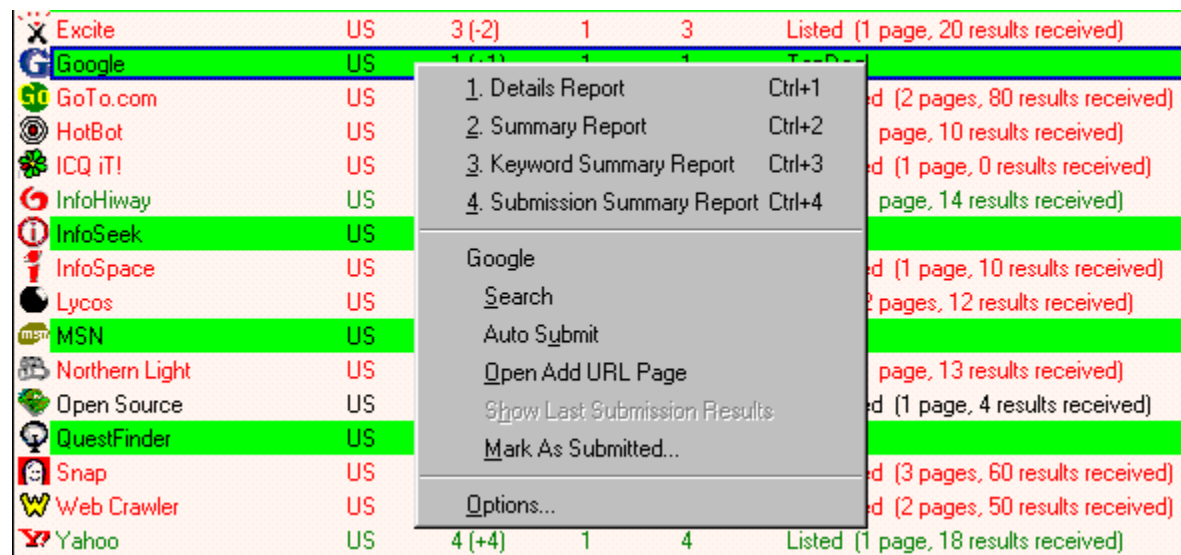 Excite US 3 (-2) 1 3 Listed (1 page, 20 results received)
Google US 1 (+1) 1 1
1. Details Report Ctrl+1
GoTo.com US d (2 pages, 80 results received)
2. Summary Report Ctrl+2
HotBot US page, 10 results received)
3. Keyword Summary Report Ctrl+3
ICQ iT! US d (1 page, 0 results received)
4. Submission Summary Report Ctrl+4
InfoHiway US page, 14 results received)
InfoSeek US
Google
InfoSpace US d (1 page, 10 results received)
Search
Lycos US 2 pages, 12 results received)
Auto Submit
MSN US
Open Add URL Page
Northern Light US page, 13 results received)
Show Last Submission Results
Open Source US d (1 page, 4 results received)
Mark As Submitted...
QuestFinder US
Snap US d (3 pages, 60 results received)
Options...
Web Crawler US d (2 pages, 50 results received)
Yahoo US 4 (+4) 1 4 Listed (1 page, 18 results received)